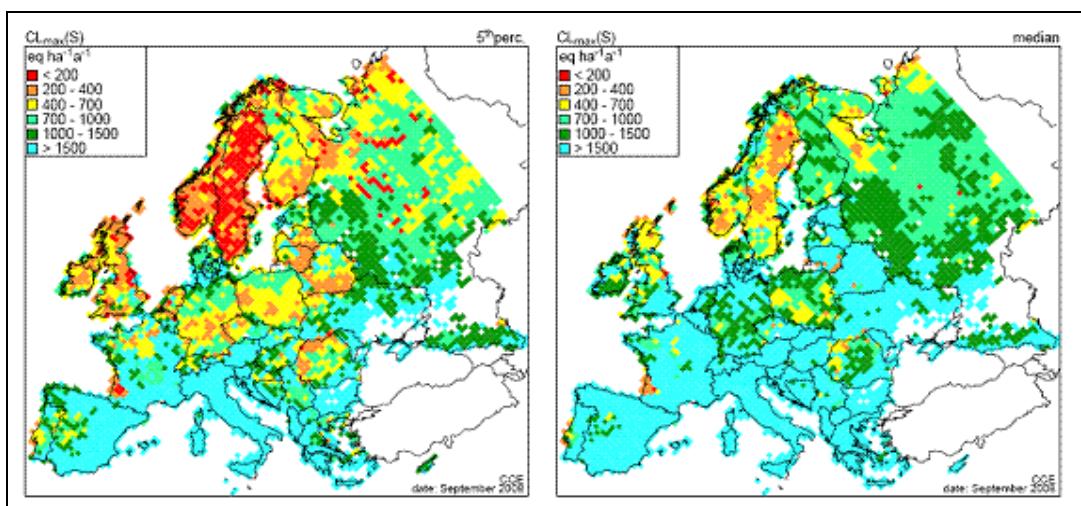 CLmax(S) 5th perc.
eq ha-1a-1
< 200
200 - 400
400 - 700
700 - 1000
1000 - 1500
> 1500
CCE
date: September 2008
CLmax(S) median
eq ha-1a-1
< 200
200 - 400
400 - 700
700 - 1000
1000 - 1500
> 1500
CCE
date: September 2008